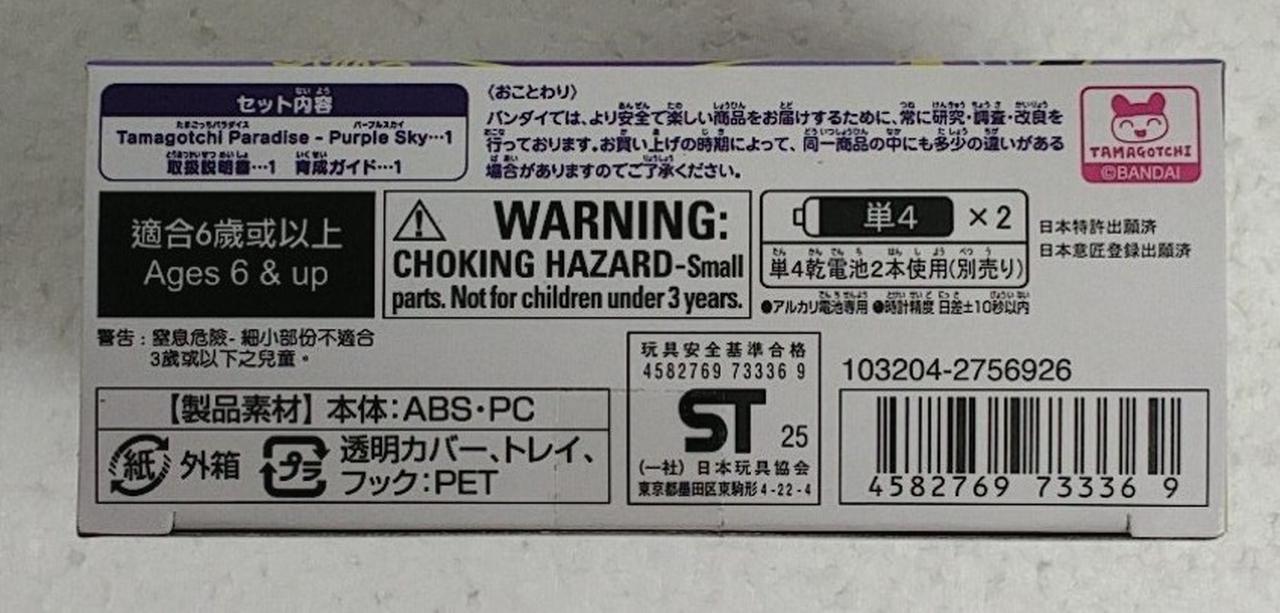 セット内容
Tamagotchi Paradise - Purple Sky…1
取扱説明書…1 育成ガイド…1
〈おことわり〉
バンダイでは、より安全で楽しい商品をお届けするために、常に研究・調査・改良を
行っております。お買い上げの時期によって、同一商品の中にも多少の違いがある
場合がありますのでご了承ください。
TAMAGOTCHI
©BANDAI
適合6歲或以上
Ages 6 & up
WARNING:
CHOKING HAZARD-Small
parts. Not for children under 3 years.
単4 ×2
単4乾電池2本使用(別売り)
●アルカリ電池専用 ●時計精度 日差±10秒以内
日本特許出願済
日本意匠登録出願済
警告：窒息危險- 細小部份不適合
3歲或以下之兒童。
【製品素材】本体：ABS・PC
紙 外箱
プラ 透明カバー、トレイ、
フック：PET
玩具安全基準合格
4582769 73336 9
ST 25
(一社) 日本玩具協会
東京都墨田区東駒形4-22-4
103204-2756926
4582769 73336 9